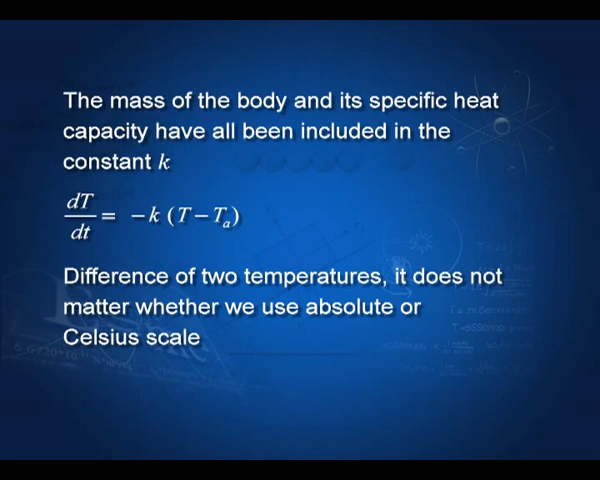 The mass of the body and its specific heat
capacity have all been included in the
constant k
dT/dt = -k (T-Tₐ)
Difference of two temperatures, it does not
matter whether we use absolute or
Celsius scale